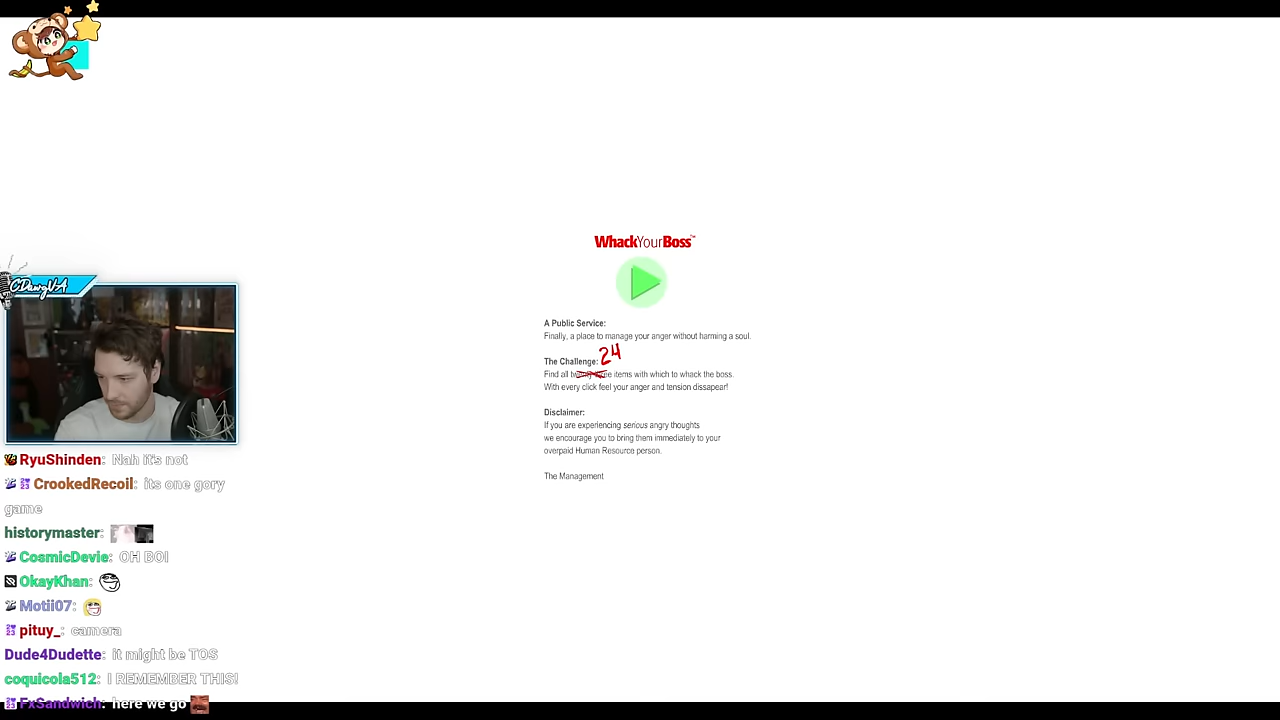 WhackYourBoss™
A Public Service:
Finally, a place to manage your anger without harming a soul.
24
The Challenge:
Find all items with which to whack the boss.
With every click feel your anger and tension dissapear!
Disclaimer:
If you are experiencing serious angry thoughts
we encourage you to bring them immediately to your
overpaid Human Resource person.
The Management
CDawgVA
RyuShinden: Nah it's not
CrookedRecoil: its one gory
game
historymaster:
CosmicDevie: OH BOI
OkayKhan:
Motii07:
pituy_: camera
Dude4Dudette: it might be TOS
coquicola512: I REMEMBER THIS!
FxSandwich: here we go